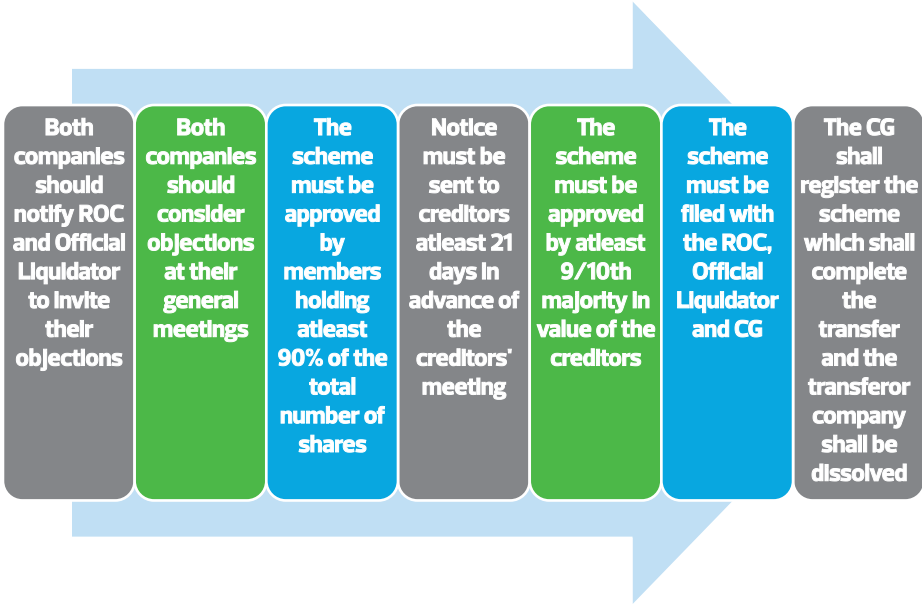 Both
companies
should
notify ROC
and Official
Liquidator
to invite
their
objections
Both
companies
should
consider
objections
at their
general
meetings
The
scheme
must be
approved
by
members
holding
atleast
90% of the
total
number of
shares
Notice
must be
sent to
creditors
atleast 21
days in
advance of
the
creditors'
meeting
The
scheme
must be
approved
by atleast
9/10th
majority in
value of the
creditors
The
scheme
must be
filed with
the ROC,
Official
Liquidator
and CG
The CG
shall
register the
scheme
which shall
complete
the
transfer
and the
transferor
company
shall be
dissolved